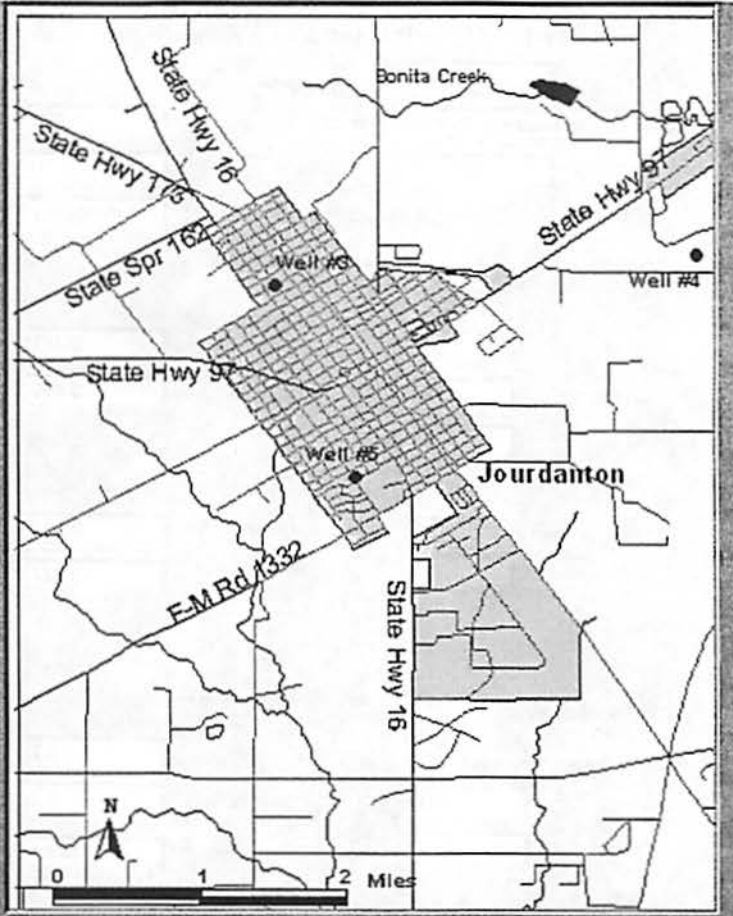 State Hwy 16
Bonita Creek
State Hwy 173
State Hwy 97
State Spr 162
Well #3
Well #4
State Hwy 97
Well #5
Jourdanton
F-M Rd 1332
State Hwy 16
N
0 1 2 Miles